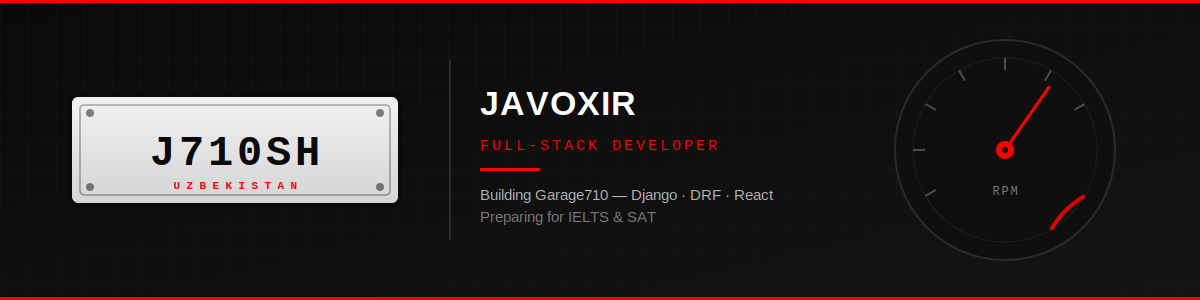 J710SH
UZBEKISTAN
JAVOXIR
FULL-STACK DEVELOPER
Building Garage710 — Django · DRF · React
Preparing for IELTS & SAT
RPM